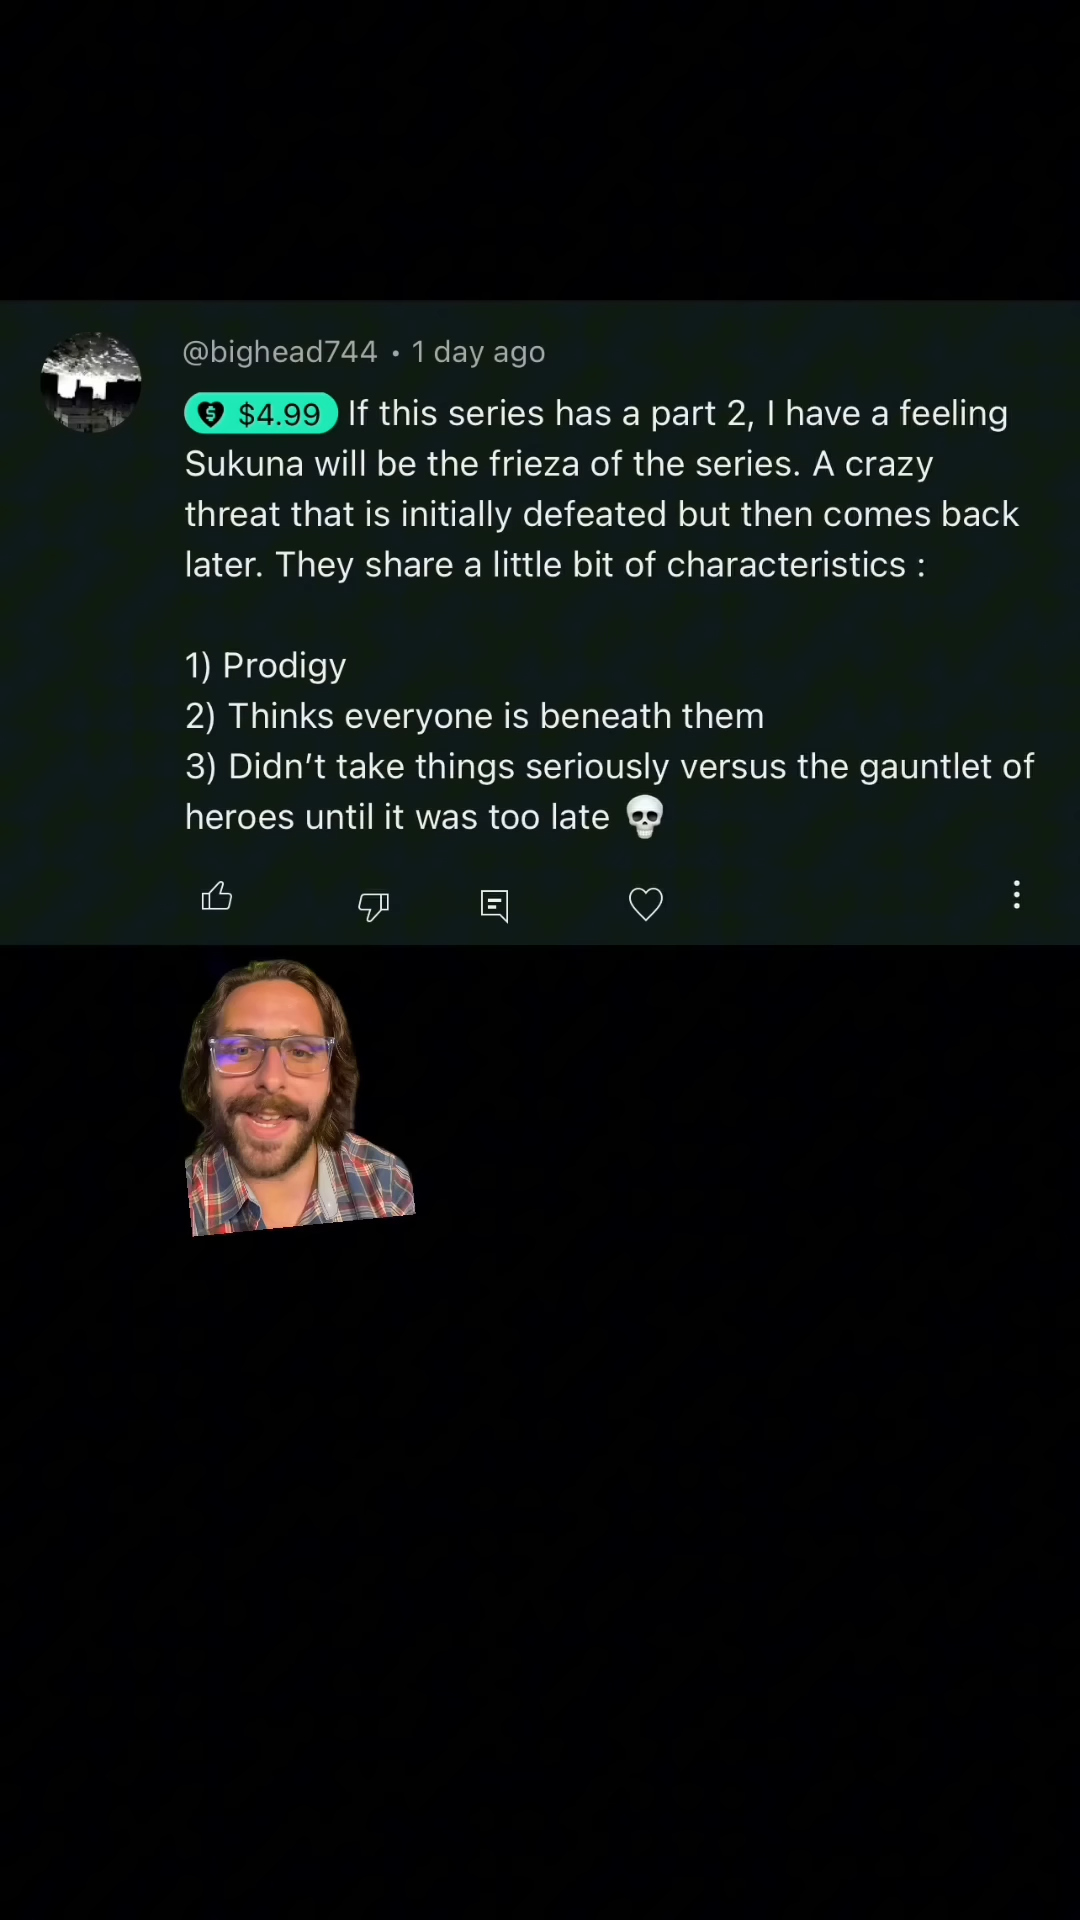 @bighead744 • 1 day ago
$4.99 If this series has a part 2, I have a feeling
Sukuna will be the frieza of the series. A crazy
threat that is initially defeated but then comes back
later. They share a little bit of characteristics :
1) Prodigy
2) Thinks everyone is beneath them
3) Didn’t take things seriously versus the gauntlet of
heroes until it was too late 💀